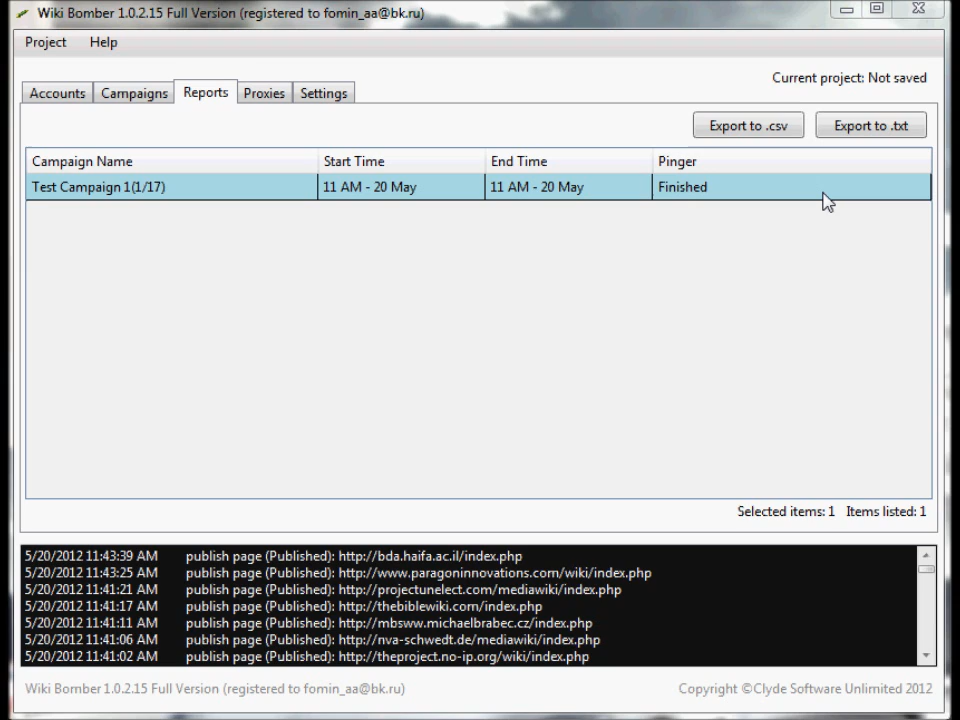 Wiki Bomber 1.0.2.15 Full Version (registered to fomin_aa@bk.ru)
Project Help
Current project: Not saved
Accounts Campaigns Reports Proxies Settings
Export to .csv Export to .txt
Campaign Name Start Time End Time Pinger
Test Campaign 1(1/17) 11 AM - 20 May 11 AM - 20 May Finished
Selected items: 1 Items listed: 1
5/20/2012 11:43:39 AM publish page (Published): http://bda.haifa.ac.il/index.php
5/20/2012 11:43:25 AM publish page (Published): http://www.paragoninnovations.com/wiki/index.php
5/20/2012 11:41:21 AM publish page (Published): http://projectunelect.com/mediawiki/index.php
5/20/2012 11:41:17 AM publish page (Published): http://thebiblewiki.com/index.php
5/20/2012 11:41:11 AM publish page (Published): http://mbsww.michaelbrabec.cz/index.php
5/20/2012 11:41:06 AM publish page (Published): http://nva-schwedt.de/mediawiki/index.php
5/20/2012 11:41:02 AM publish page (Published): http://theproject.no-ip.org/wiki/index.php
Wiki Bomber 1.0.2.15 Full Version (registered to fomin_aa@bk.ru) Copyright ©Clyde Software Unlimited 2012